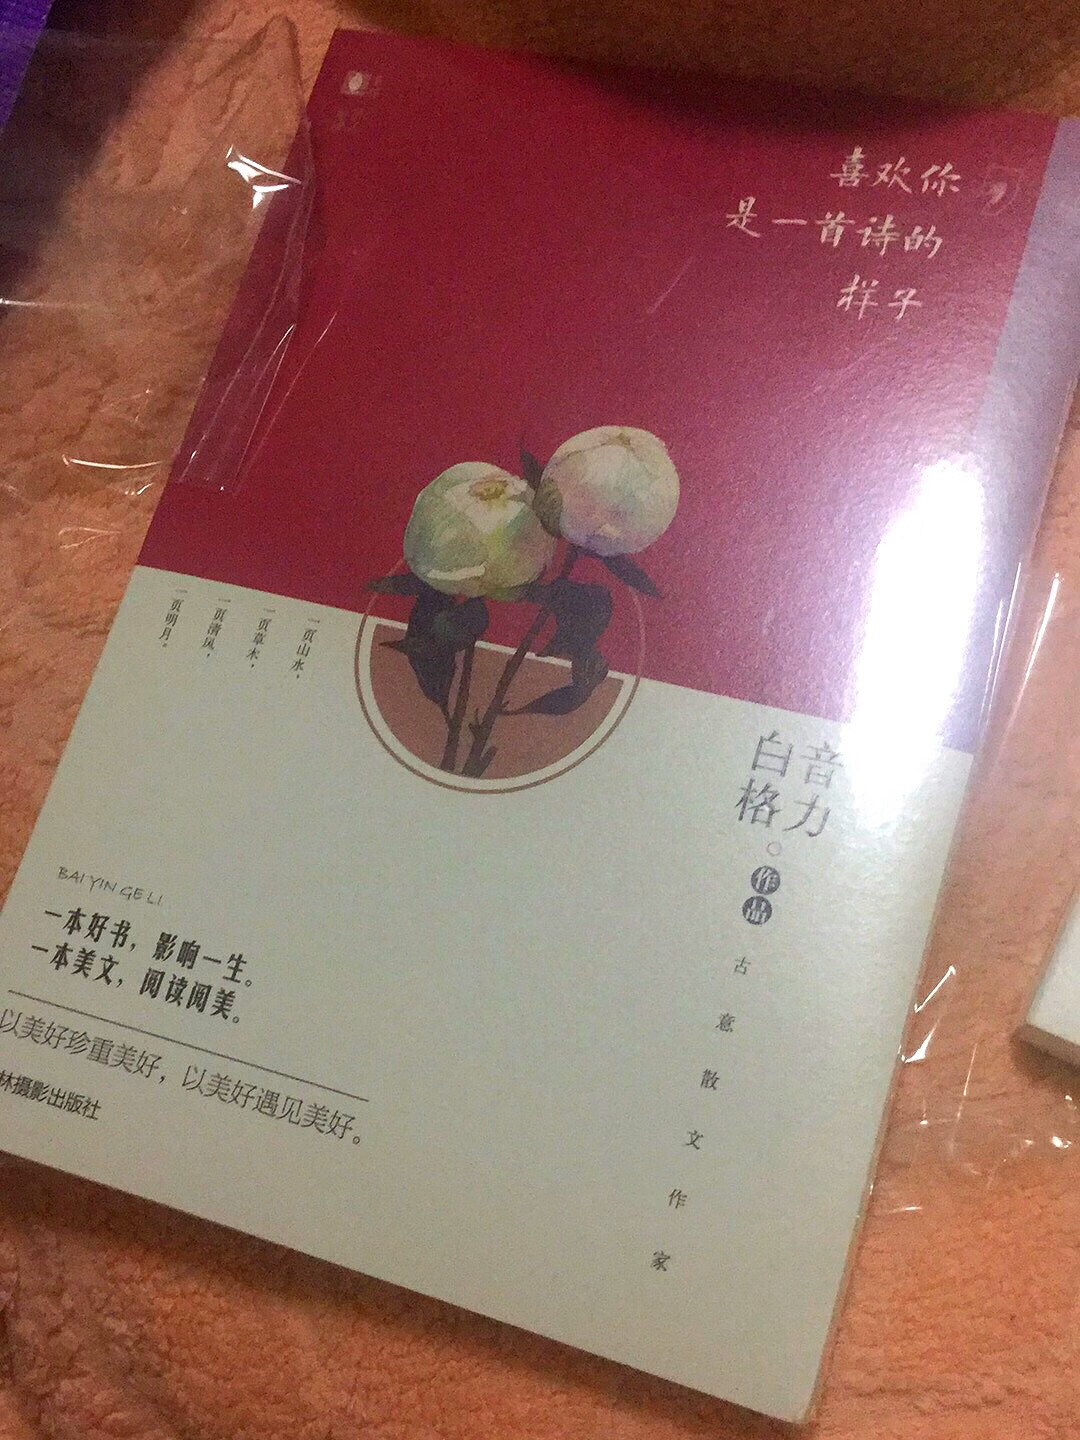 喜欢你，
是一首诗的
样子
一页山水，
一页草木，
一页清风，
一页明月。
白音
格力
。
作品
古意散文作家
BAI YIN GE LI
一本好书，影响一生。
一本美文，阅读阅美。
以美好珍重美好，以美好遇见美好。
林摄影出版社